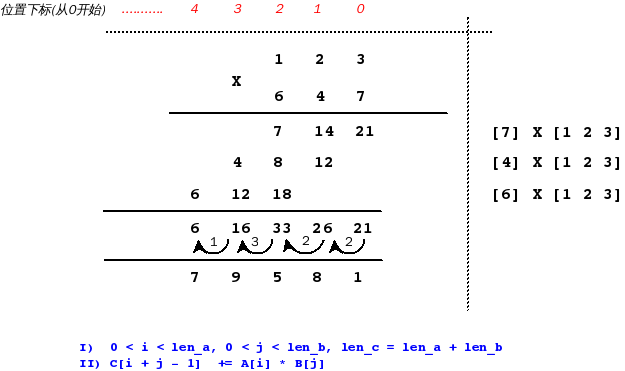 位置下标(从0开始) ........... 4 3 2 1 0
1 2 3
X
6 4 7
7 14 21 [7] X [1 2 3]
4 8 12 [4] X [1 2 3]
6 12 18 [6] X [1 2 3]
6 16 33 26 21
1 3 2 2
7 9 5 8 1
I) 0 < i < len_a, 0 < j < len_b, len_c = len_a + len_b
II) C[i + j - 1] += A[i] * B[j]